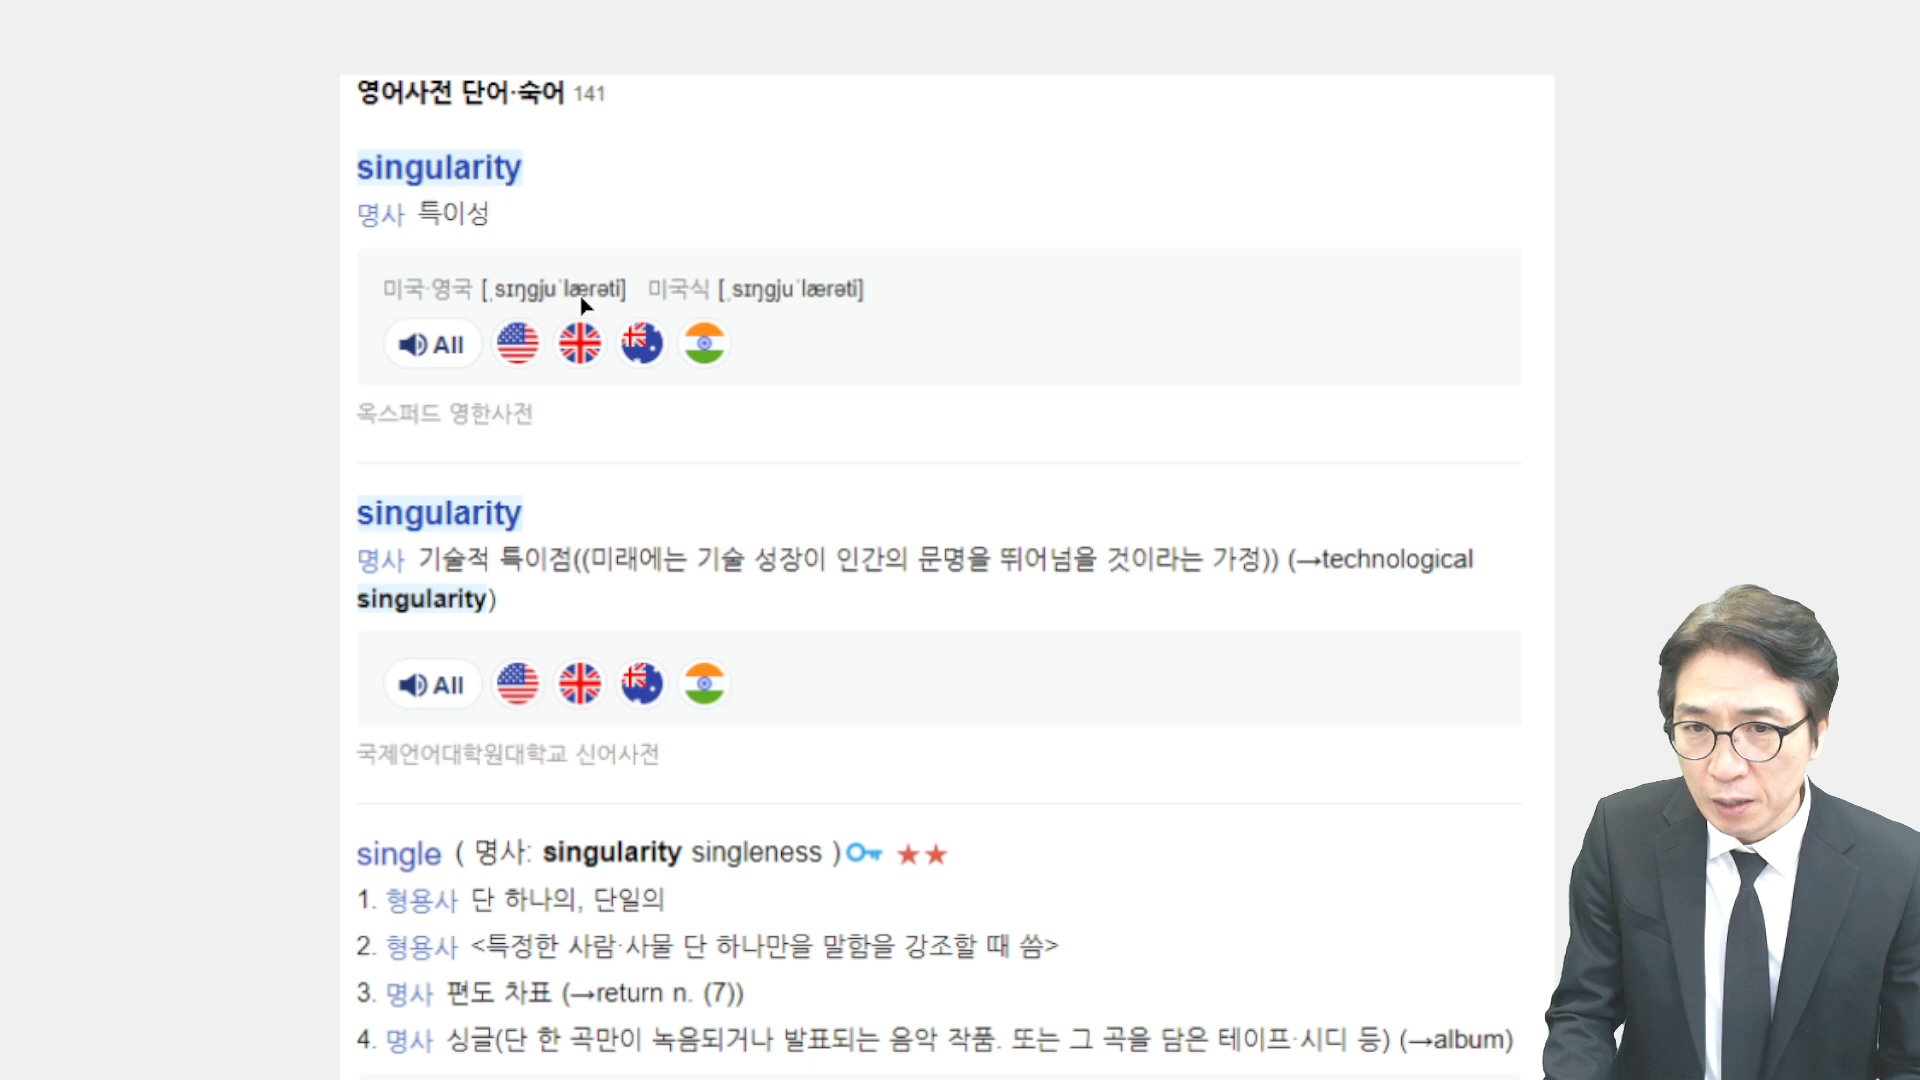 영어사전 단어·숙어 141
singularity
명사 특이성
미국·영국 [ˌsɪŋɡjuˈlærəti] 미국식 [ˌsɪŋɡjuˈlærəti]
All
옥스퍼드 영한사전
singularity
명사 기술적 특이점((미래에는 기술 성장이 인간의 문명을 뛰어넘을 것이라는 가정)) (→technological
singularity)
All
국제언어대학원대학교 신어사전
single ( 명사: singularity singleness ) ★★
1. 형용사 단 하나의, 단일의
2. 형용사 <특정한 사람·사물 단 하나만을 말함을 강조할 때 씀>
3. 명사 편도 차표 (→return n. (7))
4. 명사 싱글(단 한 곡만이 녹음되거나 발표되는 음악 작품. 또는 그 곡을 담은 테이프·시디 등) (→album)